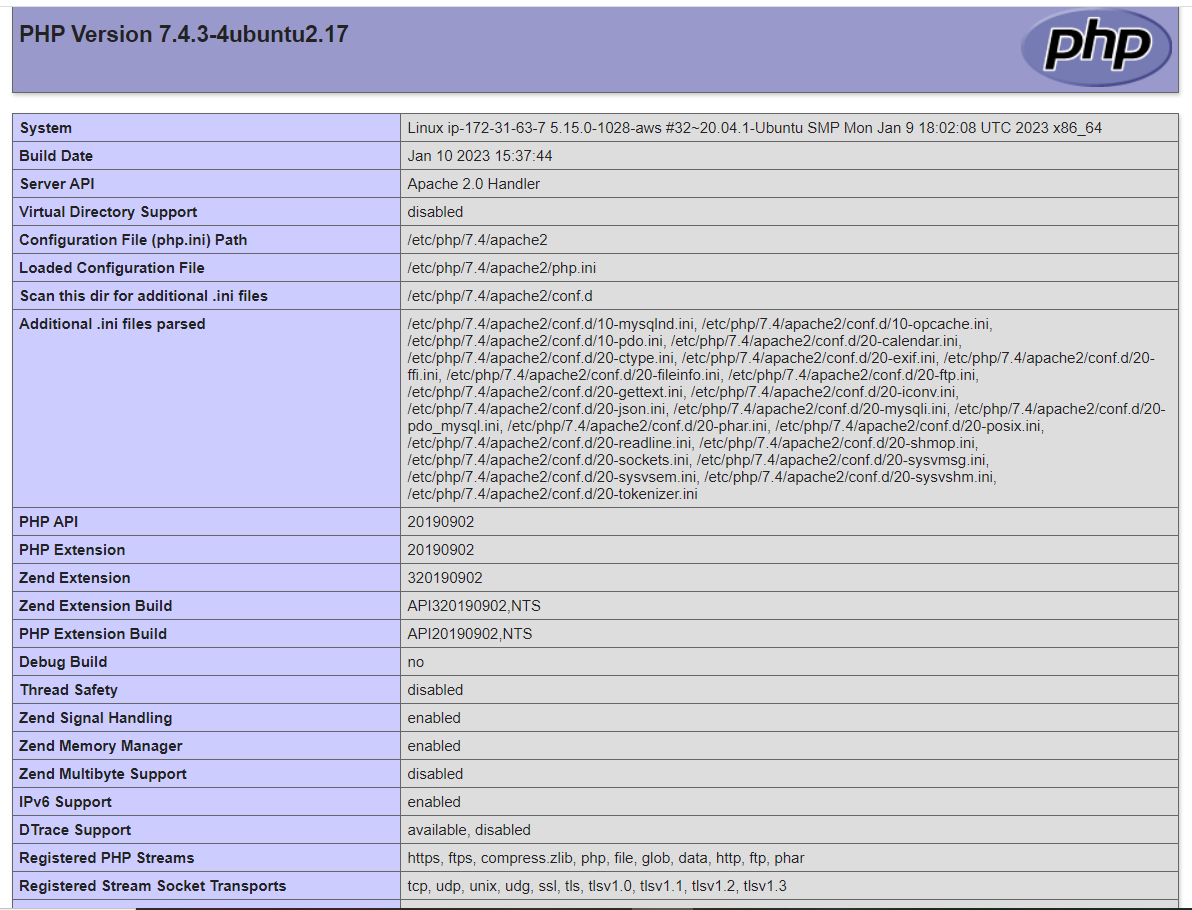 PHP Version 7.4.3-4ubuntu2.17
php
System Linux ip-172-31-63-7 5.15.0-1028-aws #32~20.04.1-Ubuntu SMP Mon Jan 9 18:02:08 UTC 2023 x86_64
Build Date Jan 10 2023 15:37:44
Server API Apache 2.0 Handler
Virtual Directory Support disabled
Configuration File (php.ini) Path /etc/php/7.4/apache2
Loaded Configuration File /etc/php/7.4/apache2/php.ini
Scan this dir for additional .ini files /etc/php/7.4/apache2/conf.d
Additional .ini files parsed /etc/php/7.4/apache2/conf.d/10-mysqlnd.ini, /etc/php/7.4/apache2/conf.d/10-opcache.ini,
/etc/php/7.4/apache2/conf.d/10-pdo.ini, /etc/php/7.4/apache2/conf.d/20-calendar.ini,
/etc/php/7.4/apache2/conf.d/20-ctype.ini, /etc/php/7.4/apache2/conf.d/20-exif.ini, /etc/php/7.4/apache2/conf.d/20-
ffi.ini, /etc/php/7.4/apache2/conf.d/20-fileinfo.ini, /etc/php/7.4/apache2/conf.d/20-ftp.ini,
/etc/php/7.4/apache2/conf.d/20-gettext.ini, /etc/php/7.4/apache2/conf.d/20-iconv.ini,
/etc/php/7.4/apache2/conf.d/20-json.ini, /etc/php/7.4/apache2/conf.d/20-mysqli.ini, /etc/php/7.4/apache2/conf.d/20-
pdo_mysql.ini, /etc/php/7.4/apache2/conf.d/20-phar.ini, /etc/php/7.4/apache2/conf.d/20-posix.ini,
/etc/php/7.4/apache2/conf.d/20-readline.ini, /etc/php/7.4/apache2/conf.d/20-shmop.ini,
/etc/php/7.4/apache2/conf.d/20-sockets.ini, /etc/php/7.4/apache2/conf.d/20-sysvmsg.ini,
/etc/php/7.4/apache2/conf.d/20-sysvsem.ini, /etc/php/7.4/apache2/conf.d/20-sysvshm.ini,
/etc/php/7.4/apache2/conf.d/20-tokenizer.ini
PHP API 20190902
PHP Extension 20190902
Zend Extension 320190902
Zend Extension Build API320190902,NTS
PHP Extension Build API20190902,NTS
Debug Build no
Thread Safety disabled
Zend Signal Handling enabled
Zend Memory Manager enabled
Zend Multibyte Support disabled
IPv6 Support enabled
DTrace Support available, disabled
Registered PHP Streams https, ftps, compress.zlib, php, file, glob, data, http, ftp, phar
Registered Stream Socket Transports tcp, udp, unix, udg, ssl, tls, tlsv1.0, tlsv1.1, tlsv1.2, tlsv1.3